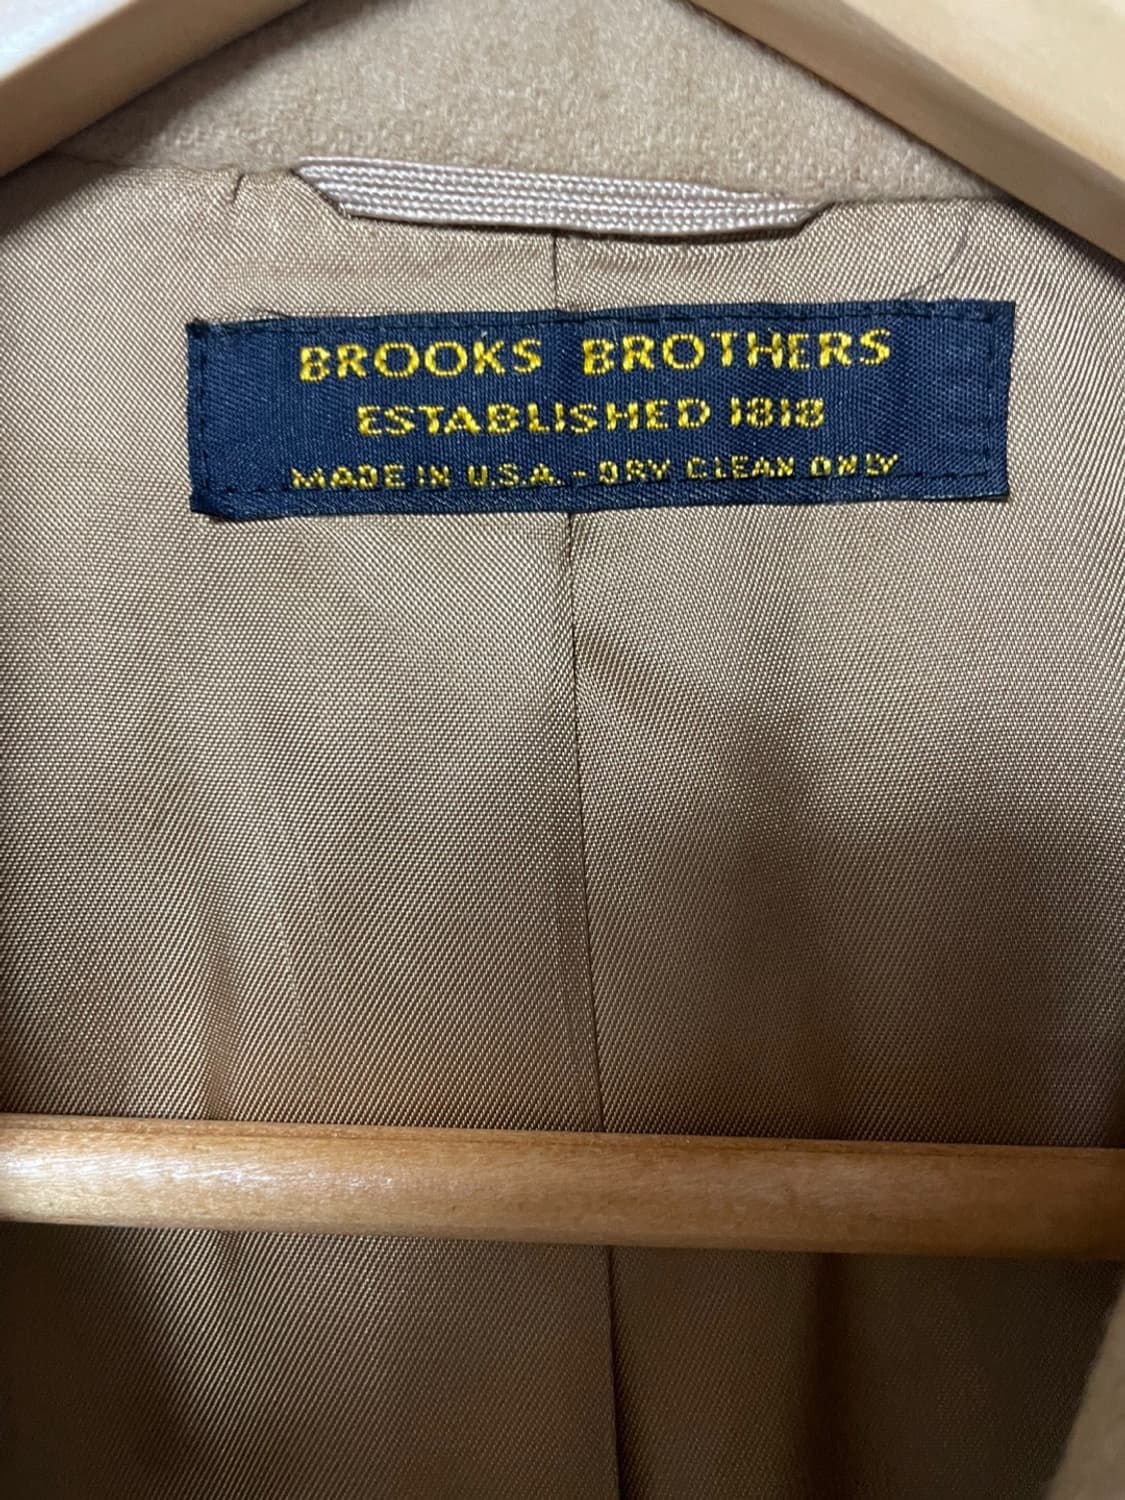 BROOKS BROTHERS
ESTABLISHED 1818
MADE IN U.S.A. - DRY CLEAN ONLY